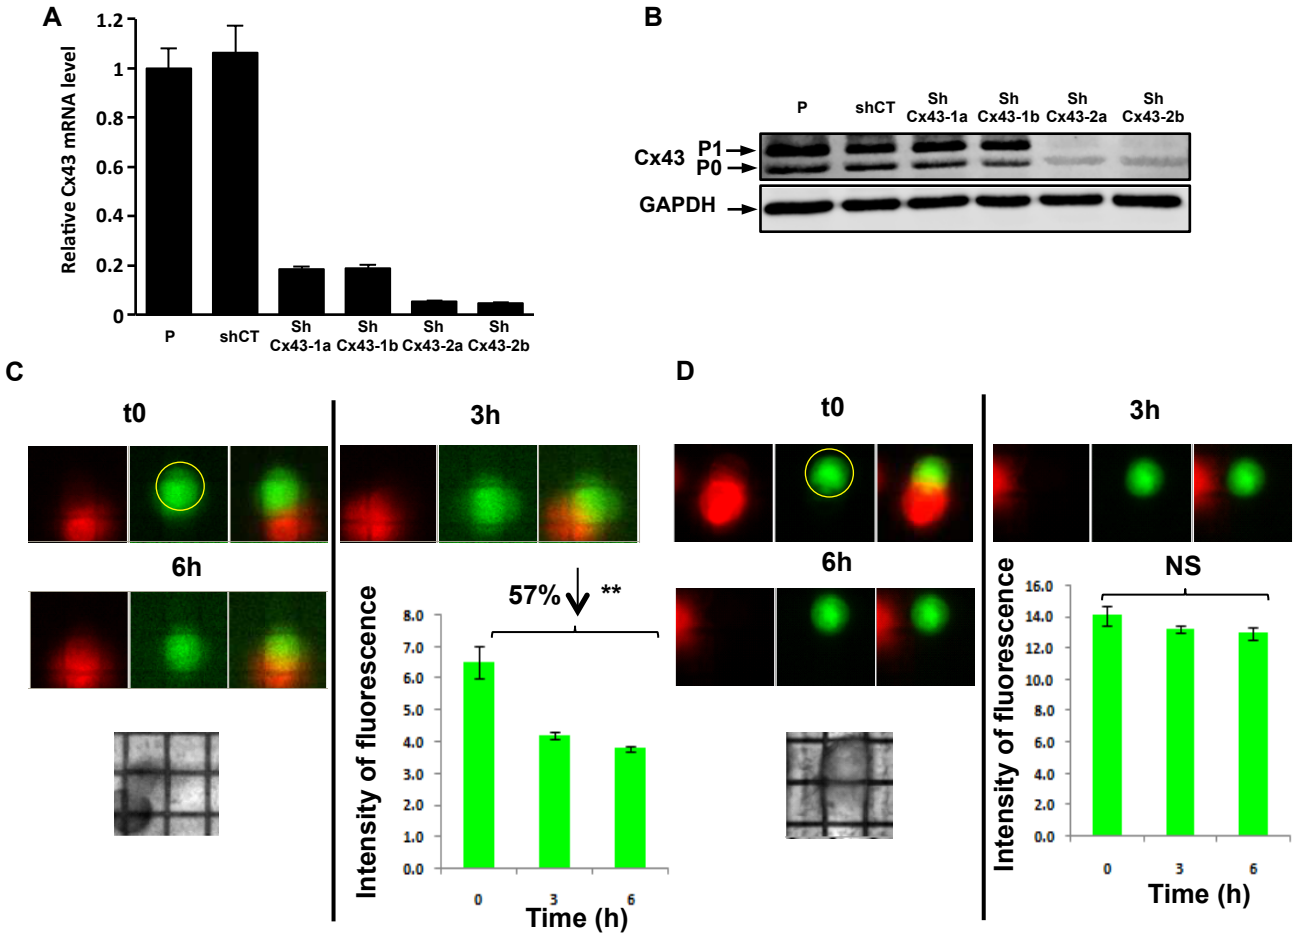 A
Relative Cx43 mRNA level
1.2
1
0.8
0.6
0.4
0.2
0
P
shCT
Sh
Cx43-1a
Sh
Cx43-1b
Sh
Cx43-2a
Sh
Cx43-2b
B
P
shCT
Sh
Cx43-1a
Sh
Cx43-1b
Sh
Cx43-2a
Sh
Cx43-2b
Cx43
P1
P0
GAPDH
C
t0
3h
6h
57%
**
Intensity of fluorescence
8.0
7.0
6.0
5.0
4.0
3.0
2.0
1.0
0.0
0
3
6
Time (h)
D
t0
3h
6h
NS
Intensity of fluorescence
16.0
14.0
12.0
10.0
8.0
6.0
4.0
2.0
0.0
0
3
6
Time (h)